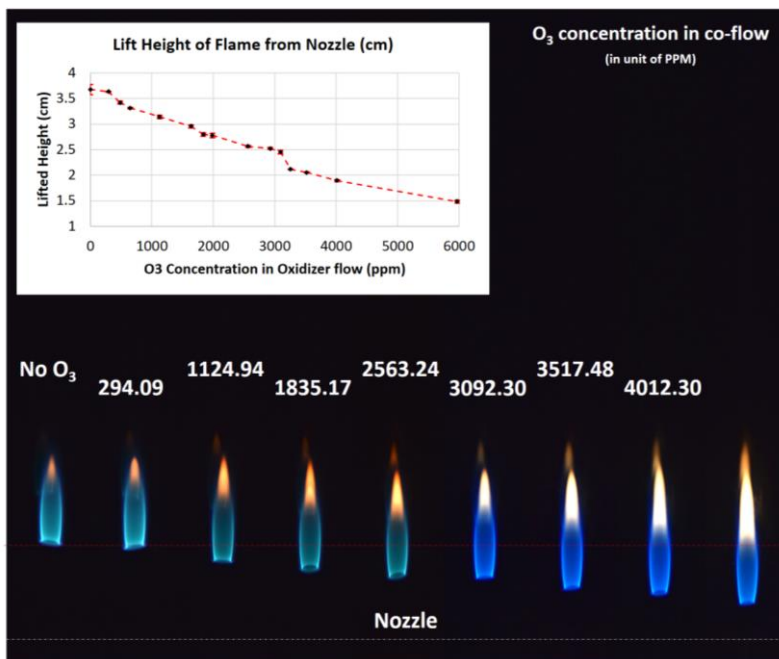 Lift Height of Flame from Nozzle (cm)
Lifted Height (cm)
4
3.5
3
2.5
2
1.5
1
0 1000 2000 3000 4000 5000 6000
O3 Concentration in Oxidizer flow (ppm)
O₃ concentration in co-flow
(in unit of PPM)
No O₃
294.09
1124.94
1835.17
2563.24
3092.30
3517.48
4012.30
Nozzle